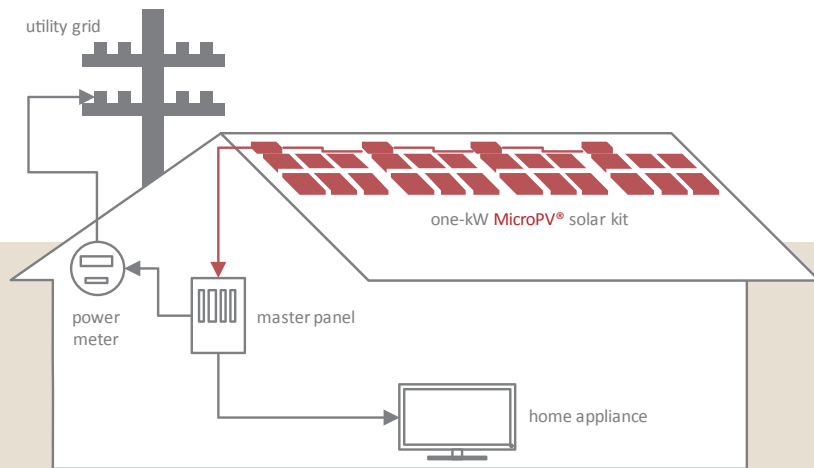 utility grid
one-kW MicroPV® solar kit
power
meter
master panel
home appliance